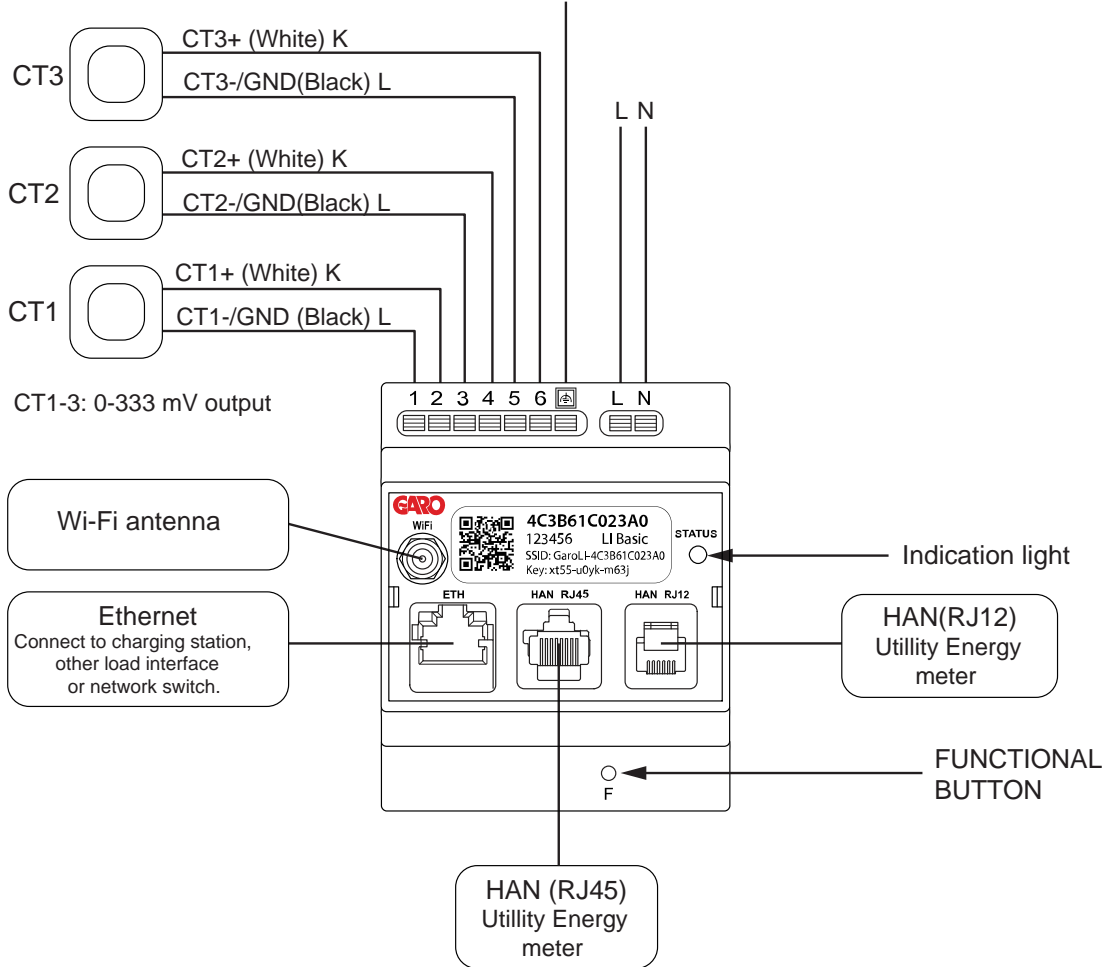 CT3
CT3+ (White) K
CT3-/GND(Black) L
L N
CT2
CT2+ (White) K
CT2-/GND(Black) L
CT1
CT1+ (White) K
CT1-/GND (Black) L
CT1-3: 0-333 mV output
1 2 3 4 5 6 L N
GARO
WiFi
4C3B61C023A0
123456 LI Basic
SSID: GaroLI-4C3B61C023A0
Key: xt55-u0yk-m63j
STATUS
Wi-Fi antenna
Indication light
ETH
HAN RJ45
HAN RJ12
Ethernet
Connect to charging station,
other load interface
or network switch.
HAN(RJ12)
Utillity Energy
meter
F
FUNCTIONAL
BUTTON
HAN (RJ45)
Utillity Energy
meter